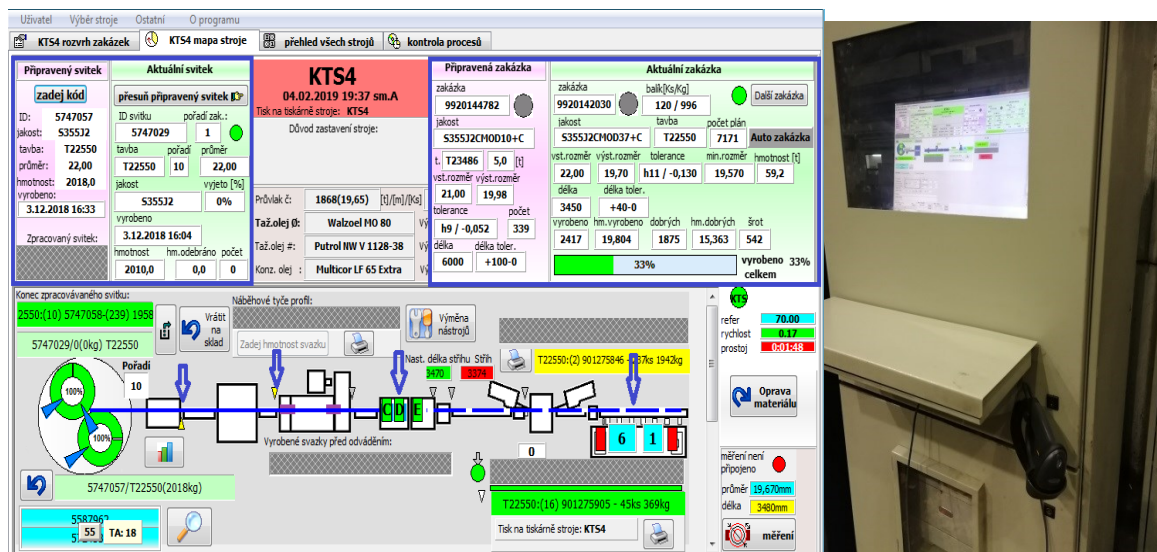 Uživatel Výběr stroje Ostatní O programu
KTS4 rozvrh zakázek KTS4 mapa stroje přehled všech strojů kontrola procesů
Připravený svitek
zadej kód
ID: 5747057
jakost: S355J2
tavba: T22550
průměr: 22,00
hmotnost: 2018,0
vyrobeno:
3.12.2018 16:33
Zpracovaný svitek:
Aktuální svitek
přesuň připravený svitek
ID svitku pořadí zak.:
5747029 1
tavba pořadí průměr
T22550 10 22,00
jakost vyjeto [%]
S355J2 0%
vyrobeno
3.12.2018 16:04
hmotnost hm.odebráno počet
2010,0 0,0 0
KTS4
04.02.2019 19:37 sm.A
Tisk na tiskárně stroje: KTS4
Důvod zastavení stroje:
Průvlak č: 1868(19,65) [t]/[m]/[Ks]
Taž.olej Ø: Walzoel MO 80 Vý
Taž.olej #: Putrol NW V 1128-38 Vý
Konz. olej : Multicor LF 65 Extra Vý
Připravená zakázka
zakázka
9920144782
jakost
S355J2CMOD10+C
t. T23486 5,0 [t]
vst.rozměr výst.rozměr
21,00 19,98
tolerance počet
h9 / -0,052 339
délka délka toler.
6000 +100-0
Aktuální zakázka
zakázka balík[Ks/Kg]
9920142030 120 / 996 Další zakázka
jakost tavba počet plán
S355J2CMOD37+C T22550 7171 Auto zakázka
vst.rozměr výst.rozměr tolerance min.rozměr hmotnost [t]
22,00 19,70 h11 / -0,130 19,570 59,2
délka délka toler.
3450 +40-0
vyrobeno hm.vyrobeno dobrých hm.dobrých šrot
2417 19,804 1875 15,363 542
33% vyrobeno celkem 33%
Konec zpracovávaného svitku:
2550:(10) 5747058-(239) 1958
5747029/0(0kg) T22550
Vrátit
na
sklad
Náběhové tyče profil:
Zadej hmotnost svazku
Výměna
nástrojů
Nast. délka střihu Střih
3470 3374
T22550:(2) 901275846 - 37ks 1942kg
KTS
refer 70.00
rychlost 0.17
prostoj 0:01:48
Oprava
materiálu
Pořadí
10
100%
100%
C D E
6 1
Vyrobené svazky před odváděním:
0
5747057/T22550(2018kg)
5587962
55 TA: 18
T22550:(16) 901275905 - 45ks 369kg
Tisk na tiskárně stroje: KTS4
měření není
připojeno
průměr 19,670mm
délka 3480mm
měření